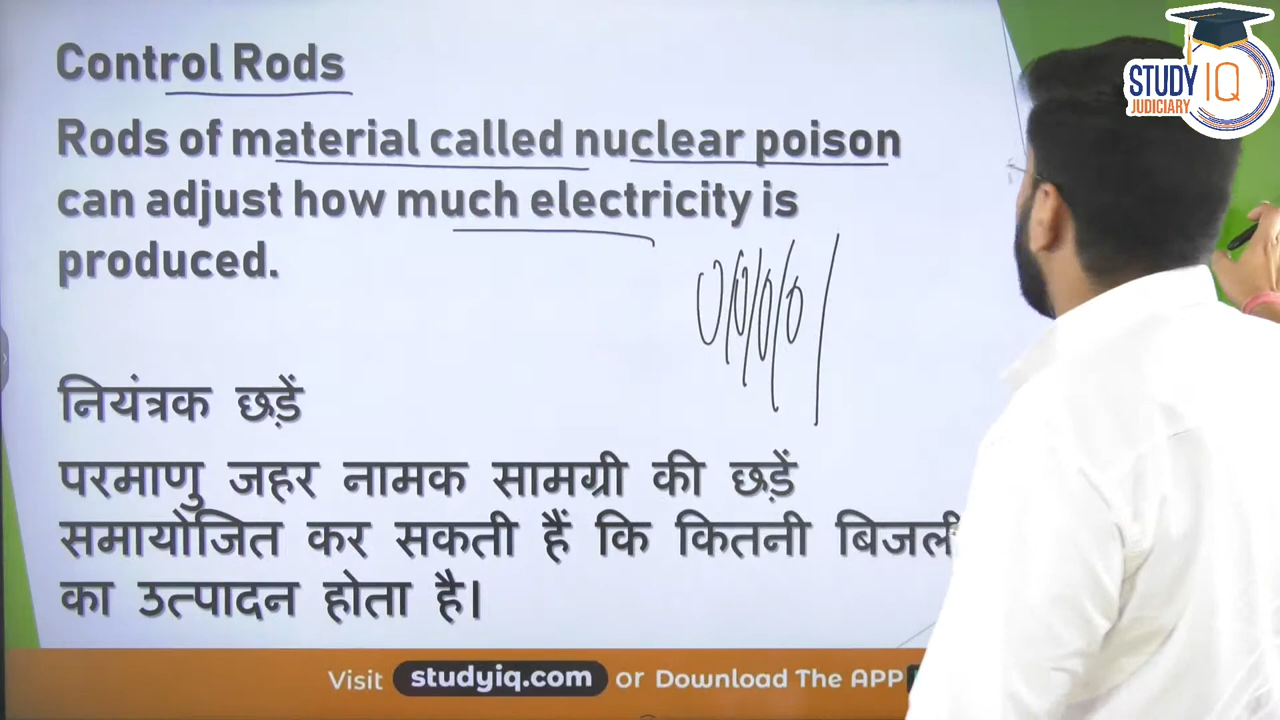 Control Rods
Rods of material called nuclear poison
can adjust how much electricity is
produced.
नियंत्रक छड़ें
परमाणु जहर नामक सामग्री की छड़ें
समायोजित कर सकती हैं कि कितनी बिजली
का उत्पादन होता है।
STUDY IQ
JUDICIARY
Visit studyiq.com or Download The APP